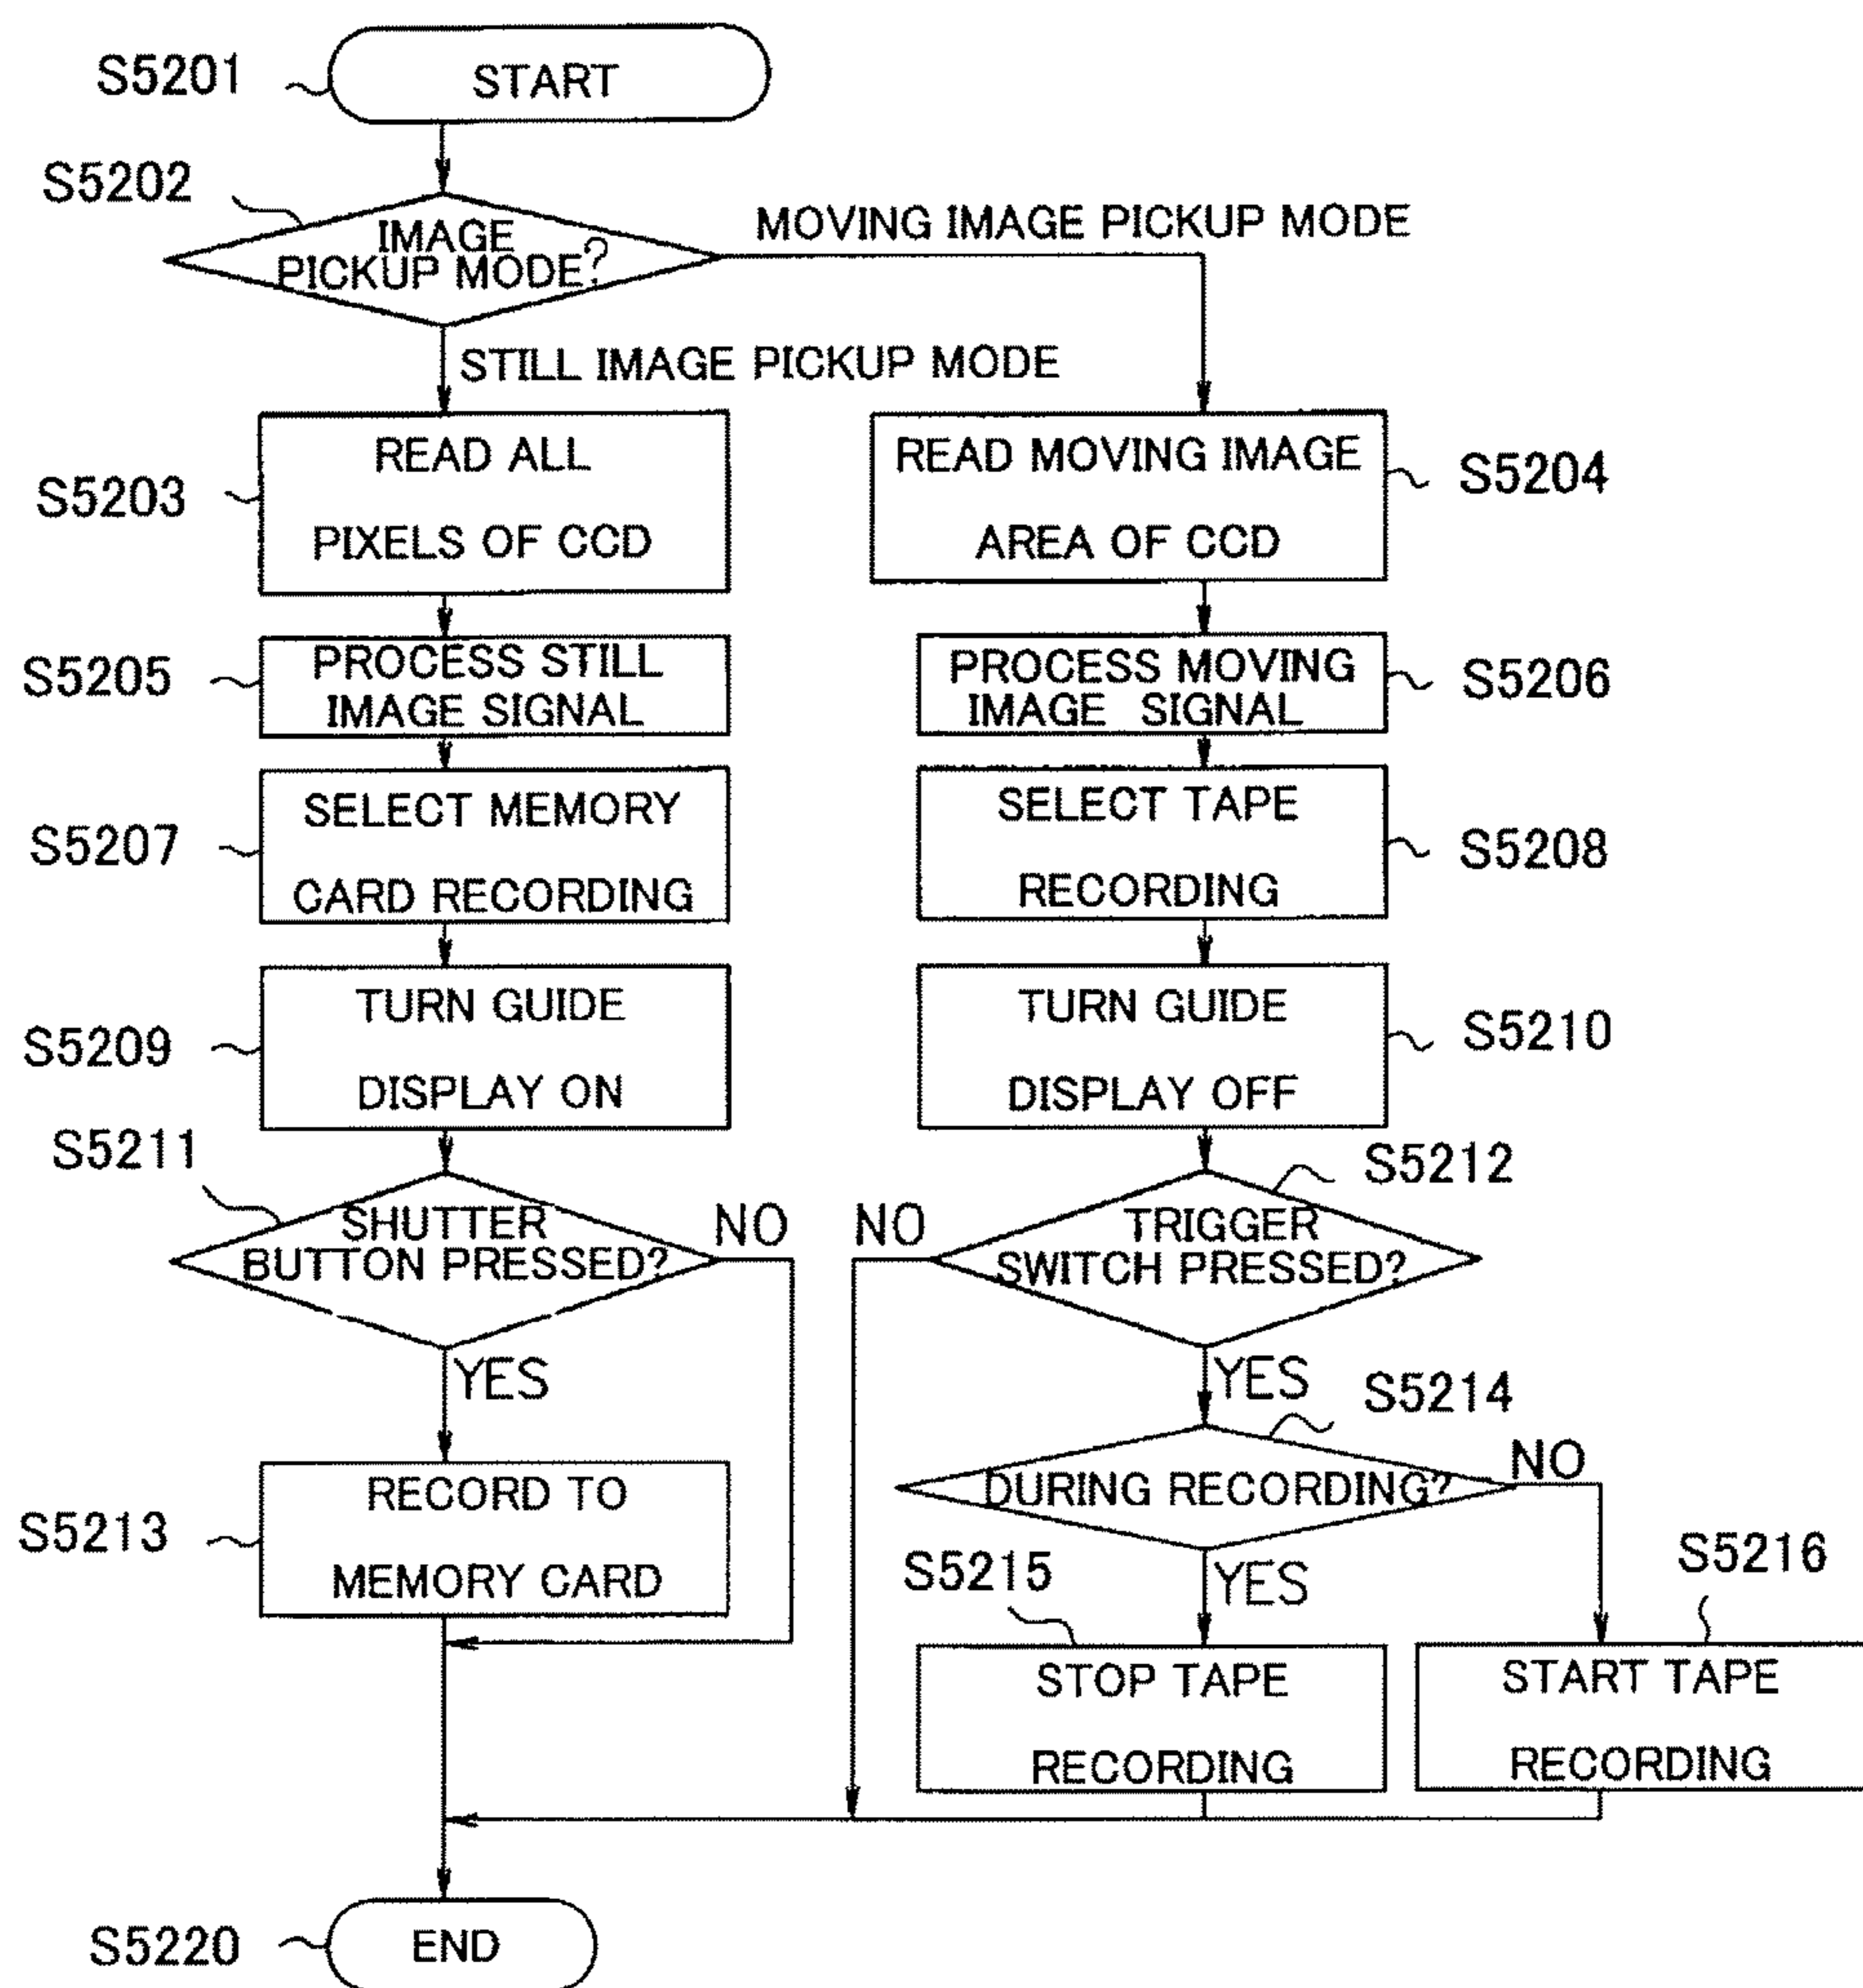 S5201
START
S5202
IMAGE
PICKUP MODE?
MOVING IMAGE PICKUP MODE
STILL IMAGE PICKUP MODE
S5203
READ ALL
PIXELS OF CCD
READ MOVING IMAGE
AREA OF CCD
S5204
S5205
PROCESS STILL
IMAGE SIGNAL
PROCESS MOVING
IMAGE SIGNAL
S5206
S5207
SELECT MEMORY
CARD RECORDING
SELECT TAPE
RECORDING
S5208
S5209
TURN GUIDE
DISPLAY ON
TURN GUIDE
DISPLAY OFF
S5210
S5211
SHUTTER
BUTTON PRESSED?
NO
YES
S5212
TRIGGER
SWITCH PRESSED?
NO
YES
S5213
RECORD TO
MEMORY CARD
S5214
DURING RECORDING?
NO
YES
S5215
STOP TAPE
RECORDING
S5216
START TAPE
RECORDING
S5220
END